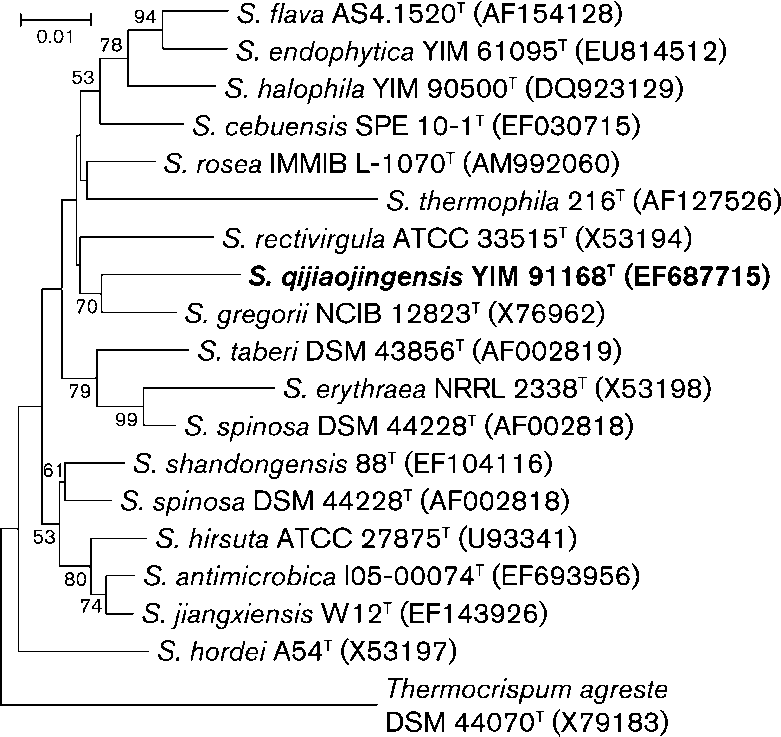 0.01
94
S. flava AS4.1520ᵀ (AF154128)
S. endophytica YIM 61095ᵀ (EU814512)
78
S. halophila YIM 90500ᵀ (DQ923129)
53
S. cebuensis SPE 10-1ᵀ (EF030715)
S. rosea IMMIB L-1070ᵀ (AM992060)
S. thermophila 216ᵀ (AF127526)
S. rectivirgula ATCC 33515ᵀ (X53194)
S. qijiaojingensis YIM 91168ᵀ (EF687715)
70
S. gregorii NCIB 12823ᵀ (X76962)
S. taberi DSM 43856ᵀ (AF002819)
79
S. erythraea NRRL 2338ᵀ (X53198)
99
S. spinosa DSM 44228ᵀ (AF002818)
S. shandongensis 88ᵀ (EF104116)
61
S. spinosa DSM 44228ᵀ (AF002818)
53
S. hirsuta ATCC 27875ᵀ (U93341)
80
S. antimicrobica I05-00074ᵀ (EF693956)
74
S. jiangxiensis W12ᵀ (EF143926)
S. hordei A54ᵀ (X53197)
Thermocrispum agreste
DSM 44070ᵀ (X79183)